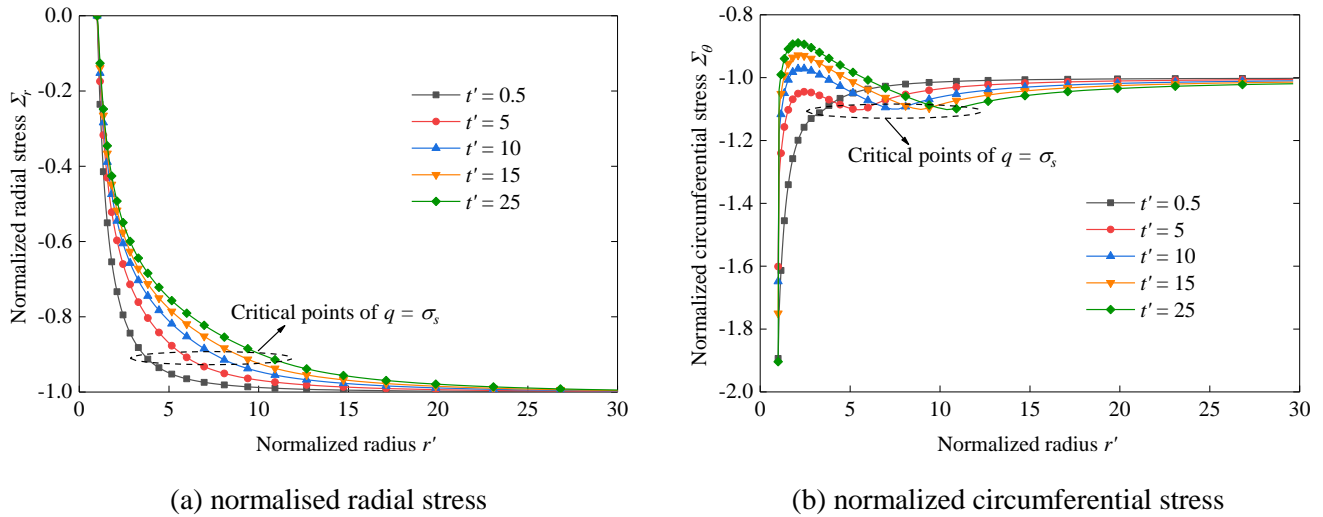 0.0
-0.2
-0.4
-0.6
-0.8
-1.0
0 5 10 15 20 25 30
Normalized radial stress Σr
Normalized radius r′
t′ = 0.5
t′ = 5
t′ = 10
t′ = 15
t′ = 25
Critical points of q = σs
(a) normalised radial stress
-0.8
-1.0
-1.2
-1.4
-1.6
-1.8
-2.0
0 5 10 15 20 25 30
Normalized circumferential stress Σθ
Normalized radius r′
Critical points of q = σs
t′ = 0.5
t′ = 5
t′ = 10
t′ = 15
t′ = 25
(b) normalized circumferential stress